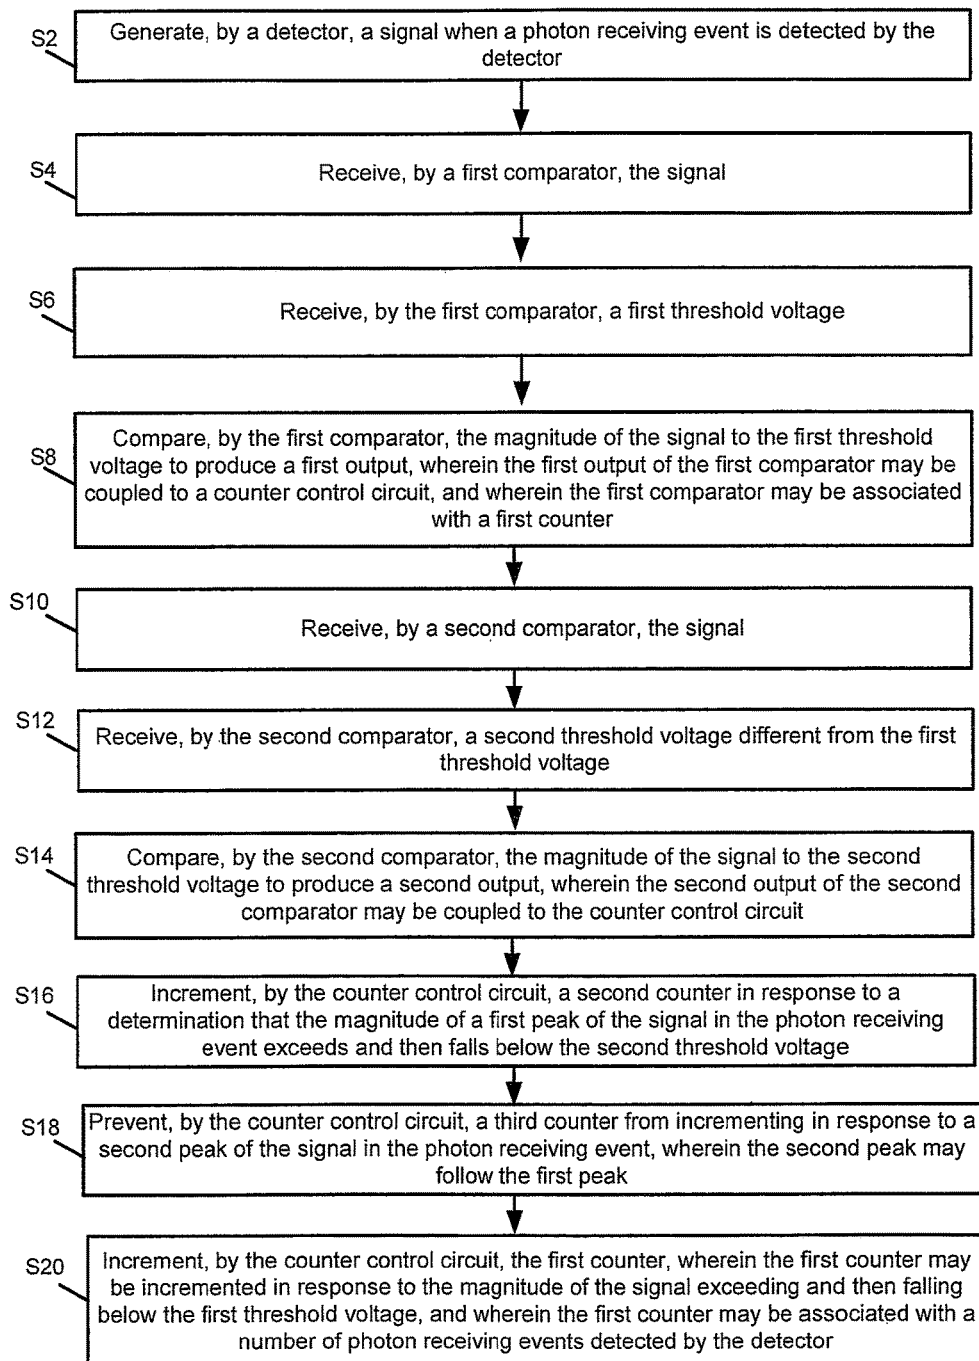 S2
Generate, by a detector, a signal when a photon receiving event is detected by the
detector
S4
Receive, by a first comparator, the signal
S6
Receive, by the first comparator, a first threshold voltage
S8
Compare, by the first comparator, the magnitude of the signal to the first threshold
voltage to produce a first output, wherein the first output of the first comparator may be
coupled to a counter control circuit, and wherein the first comparator may be associated
with a first counter
S10
Receive, by a second comparator, the signal
S12
Receive, by the second comparator, a second threshold voltage different from the first
threshold voltage
S14
Compare, by the second comparator, the magnitude of the signal to the second
threshold voltage to produce a second output, wherein the second output of the second
comparator may be coupled to the counter control circuit
S16
Increment, by the counter control circuit, a second counter in response to a
determination that the magnitude of a first peak of the signal in the photon receiving
event exceeds and then falls below the second threshold voltage
S18
Prevent, by the counter control circuit, a third counter from incrementing in response to a
second peak of the signal in the photon receiving event, wherein the second peak may
follow the first peak
S20
Increment, by the counter control circuit, the first counter, wherein the first counter may
be incremented in response to the magnitude of the signal exceeding and then falling
below the first threshold voltage, and wherein the first counter may be associated with a
number of photon receiving events detected by the detector